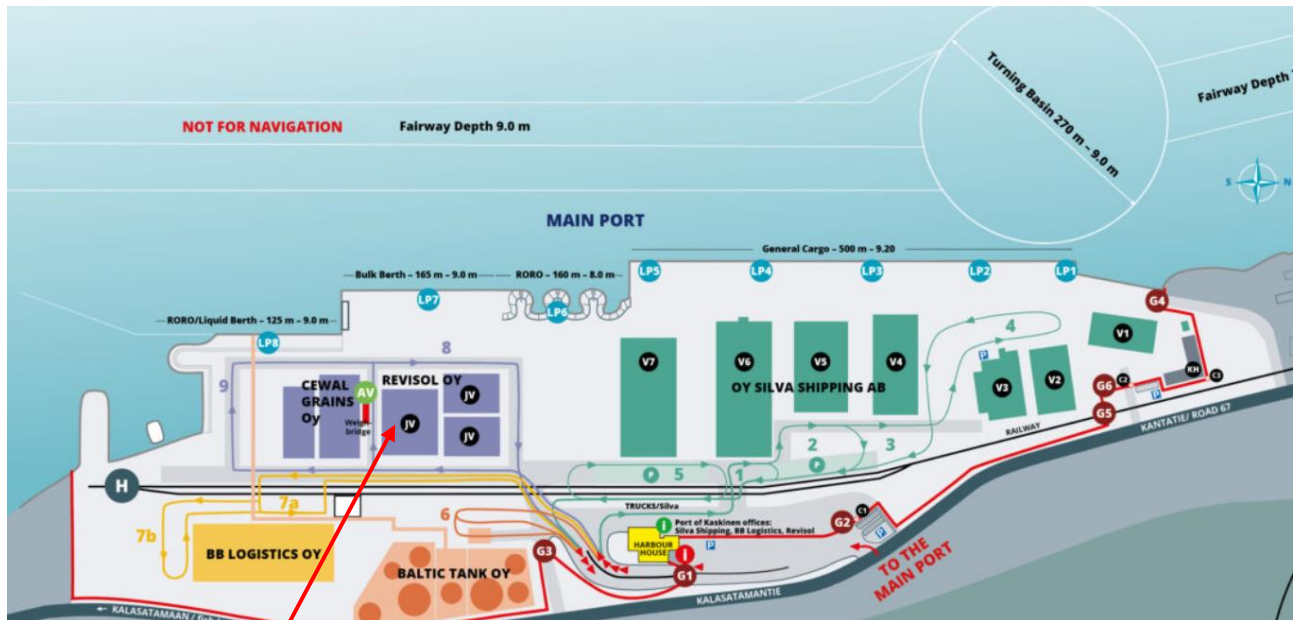 Turning Basin 270 m – 9.0 m
Fairway Depth
NOT FOR NAVIGATION
Fairway Depth 9.0 m
S
N
MAIN PORT
General Cargo – 500 m – 9.20
Bulk Berth – 165 m – 9.0 m
RORO – 160 m – 8.0 m
LP5
LP4
LP3
LP2
LP1
LP7
LP6
G4
RORO/Liquid Berth – 125 m – 9.0 m
LP8
8
4
V1
V7
V6
V5
V4
P
V3
V2
KH
C3
C2
P
G6
G5
9
CEWAL
GRAINS
Oy
AV
Weigh-
bridge
REVISOL OY
JV
JV
JV
OY SILVA SHIPPING AB
RAILWAY
KANTATIE/ ROAD 67
2
3
P
5
1
P
H
7a
7b
6
TRUCKS/Silva
i
Port of Kaskinen offices:
Silva Shipping, BB Logistics, Revisol
HARBOUR
HOUSE
i
P
G2
C1
P
BB LOGISTICS OY
BALTIC TANK OY
G3
G1
TO THE
MAIN PORT
KALASATAMANTIE
← KALASATAMAAN /